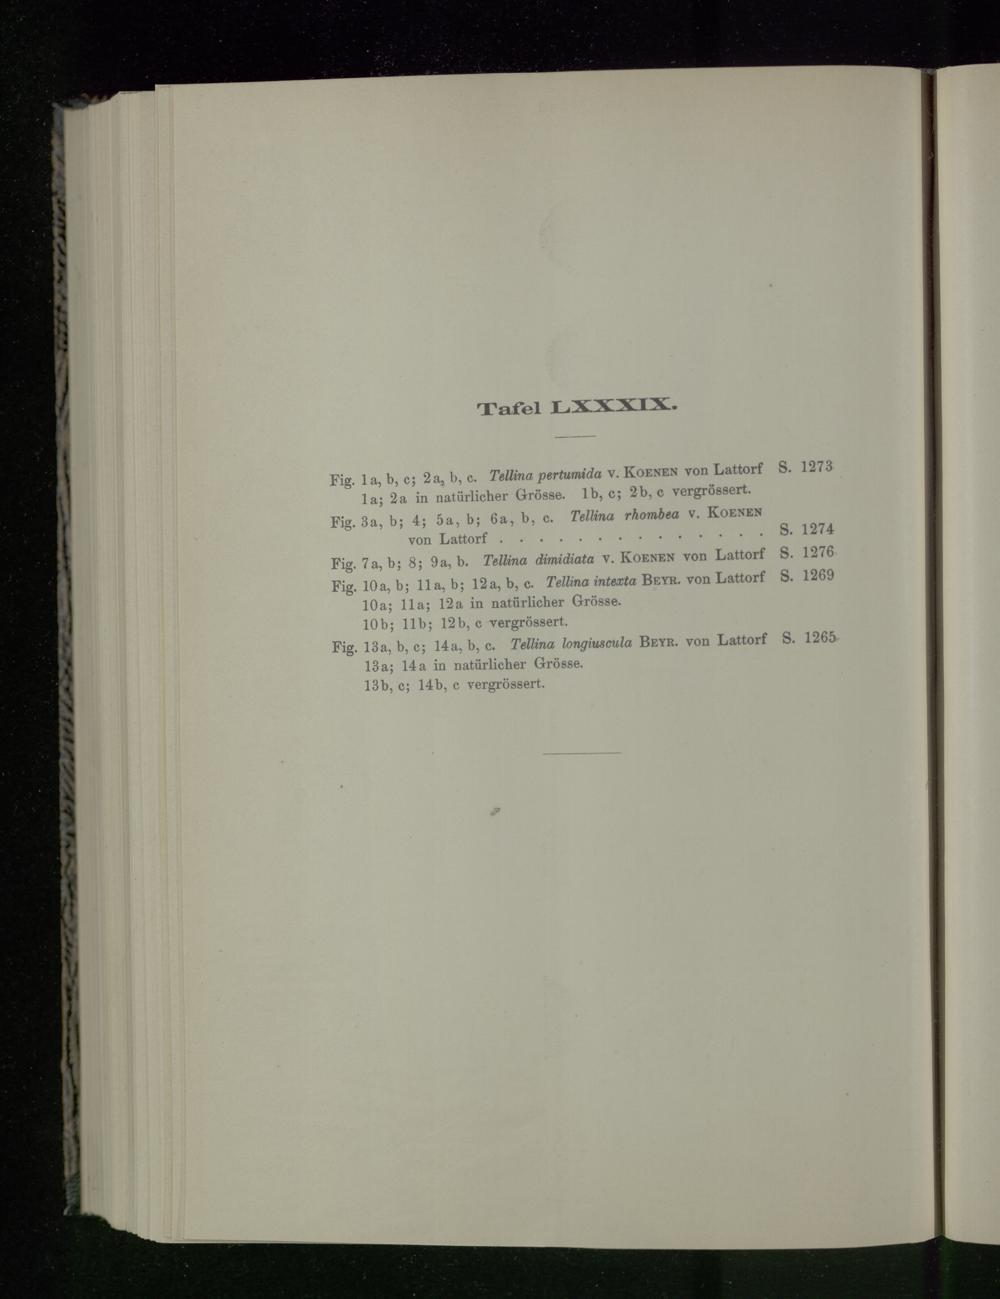 Tafel LXXXIX.
Fig. 1a, b, c; 2a, b, c. Tellina pertumida v. Koenen von Lattorf S. 1273
1a; 2a in natürlicher Grösse. 1b, c; 2b, c vergrössert.
Fig. 3a, b; 4; 5a, b; 6a, b, c. Tellina rhombea v. Koenen
von Lattorf . . . . . . . . . . . . . . S. 1274
Fig. 7a, b; 8; 9a, b. Tellina dimidiata v. Koenen von Lattorf S. 1276
Fig. 10a, b; 11a, b; 12a, b, c. Tellina intexta Beyr. von Lattorf S. 1269
10a; 11a; 12a in natürlicher Grösse.
10b; 11b; 12b, c vergrössert.
Fig. 13a, b, c; 14a, b, c. Tellina longiuscula Beyr. von Lattorf S. 1265
13a; 14a in natürlicher Grösse.
13b, c; 14b, c vergrössert.